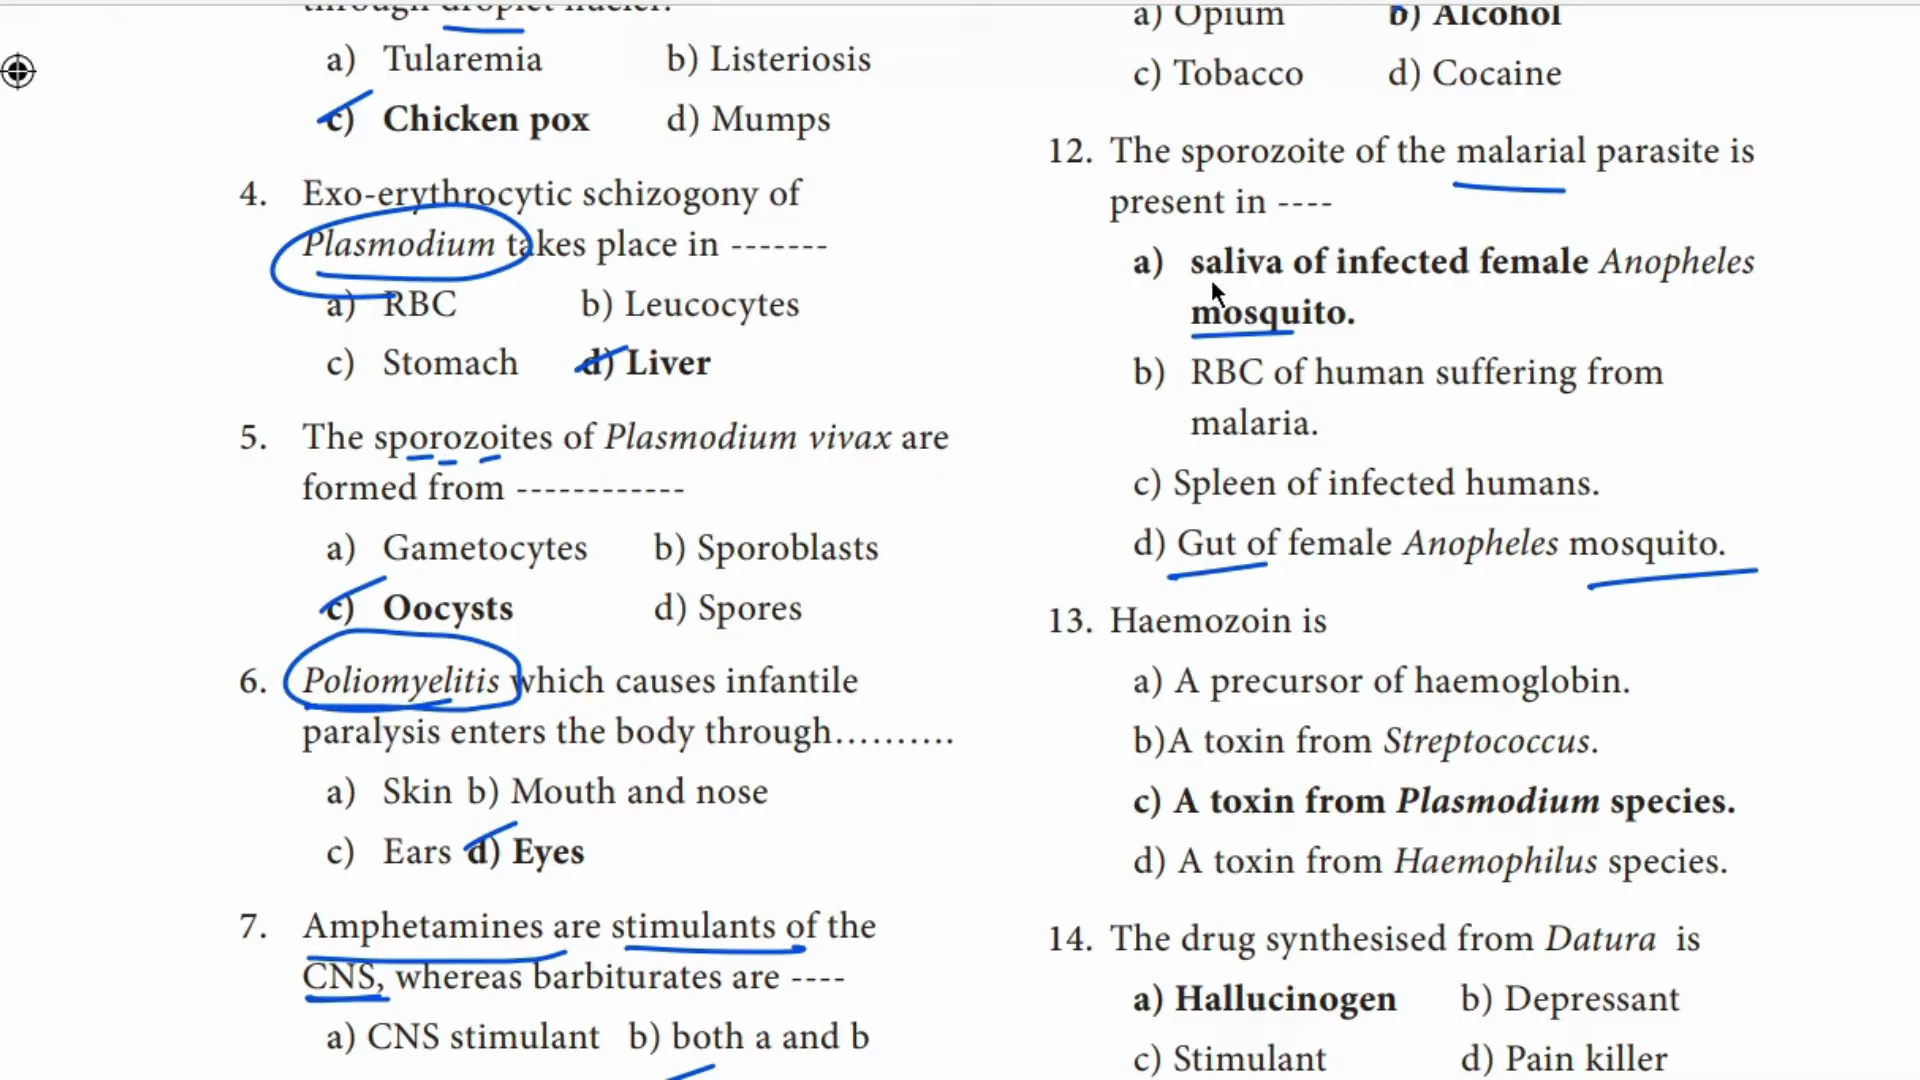 through droplet nuclei.
a) Tularemia b) Listeriosis
c) Chicken pox d) Mumps
4. Exo-erythrocytic schizogony of
Plasmodium takes place in -------
a) RBC b) Leucocytes
c) Stomach d) Liver
5. The sporozoites of Plasmodium vivax are
formed from ------------
a) Gametocytes b) Sporoblasts
c) Oocysts d) Spores
6. Poliomyelitis which causes infantile
paralysis enters the body through..........
a) Skin b) Mouth and nose
c) Ears d) Eyes
7. Amphetamines are stimulants of the
CNS, whereas barbiturates are ----
a) CNS stimulant b) both a and b
a) Opium b) Alcohol
c) Tobacco d) Cocaine
12. The sporozoite of the malarial parasite is
present in ----
a) saliva of infected female Anopheles
mosquito.
b) RBC of human suffering from
malaria.
c) Spleen of infected humans.
d) Gut of female Anopheles mosquito.
13. Haemozoin is
a) A precursor of haemoglobin.
b)A toxin from Streptococcus.
c) A toxin from Plasmodium species.
d) A toxin from Haemophilus species.
14. The drug synthesised from Datura is
a) Hallucinogen b) Depressant
c) Stimulant d) Pain killer